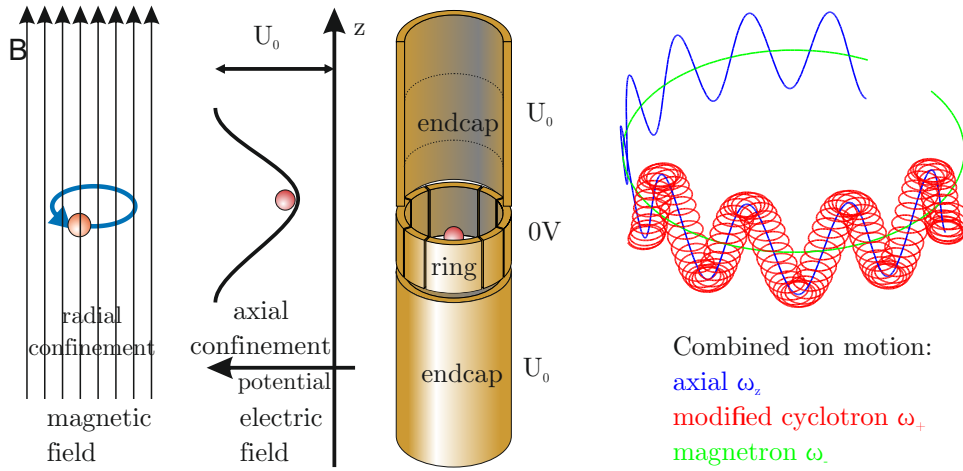 B
radial
confinement
magnetic
field
U₀
z
axial
confinement
potential
electric
field
endcap
U₀
0V
ring
endcap
U₀
Combined ion motion:
axial ω_z
modified cyclotron ω₊
magnetron ω₋